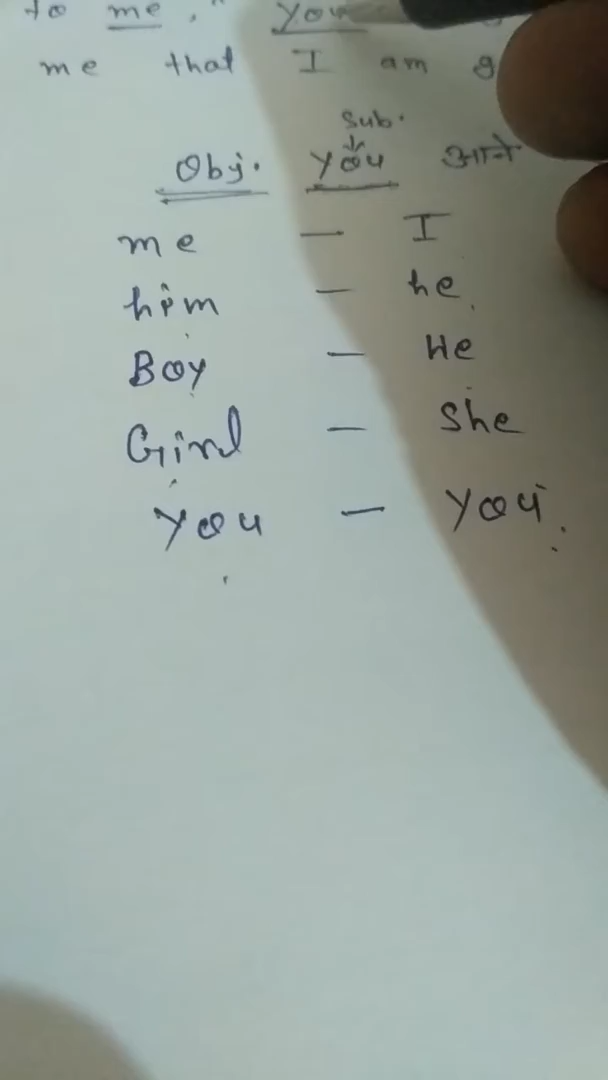 to me, " you
me that I am g
Sub.
Obj. You आने
me — I
him — he
Boy — He
Girl — She
You — You.